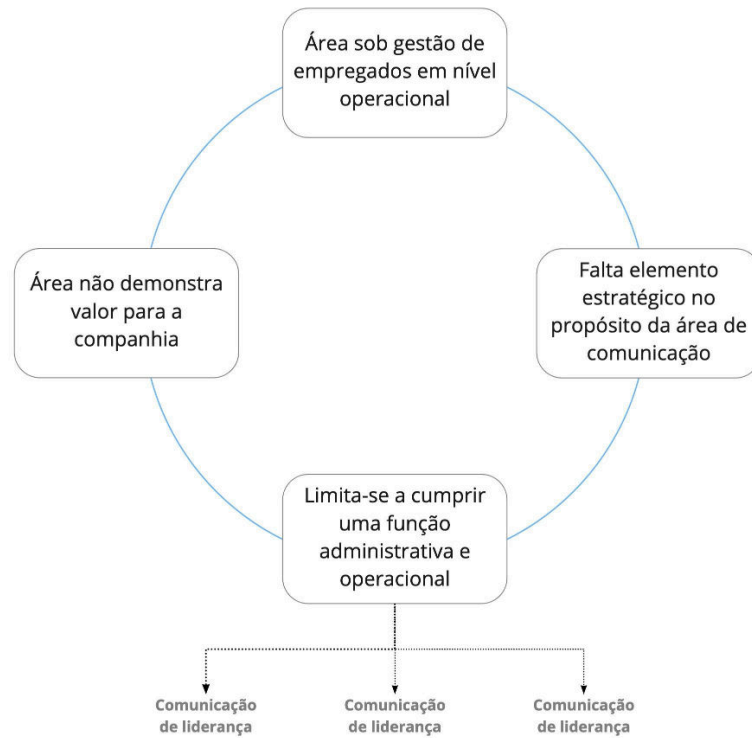 Área sob gestão de
empregados em nível
operacional
Área não demonstra
valor para a
companhia
Falta elemento
estratégico no
propósito da área de
comunicação
Limita-se a cumprir
uma função
administrativa e
operacional
Comunicação
de liderança
Comunicação
de liderança
Comunicação
de liderança